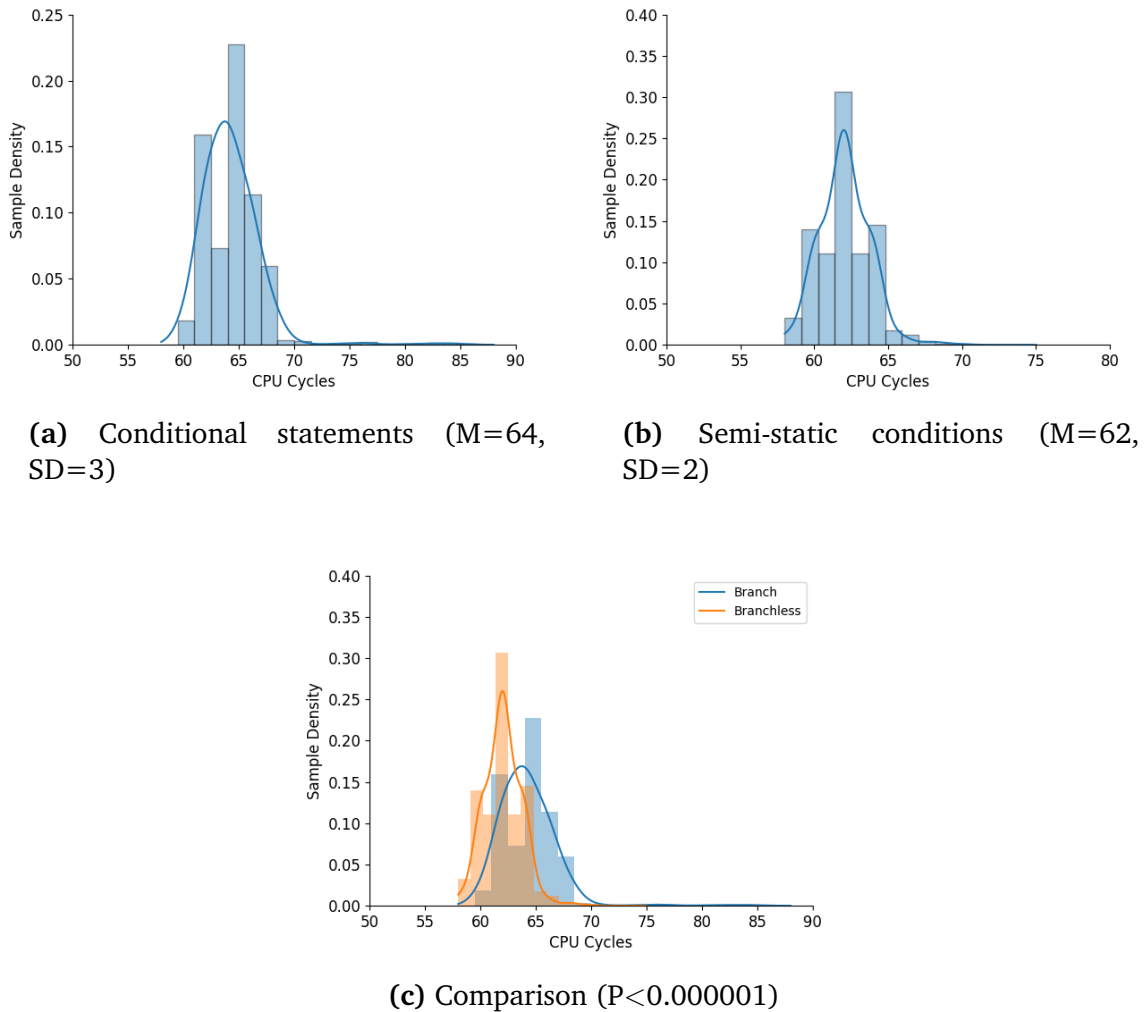 0.25
0.20
0.15
0.10
0.05
0.00
Sample Density
50 55 60 65 70 75 80 85 90
CPU Cycles
(a) Conditional statements (M=64,
SD=3)
0.40
0.35
0.30
0.25
0.20
0.15
0.10
0.05
0.00
Sample Density
50 55 60 65 70 75 80
CPU Cycles
(b) Semi-static conditions (M=62,
SD=2)
0.40
0.35
0.30
0.25
0.20
0.15
0.10
0.05
0.00
Sample Density
Branch
Branchless
50 55 60 65 70 75 80 85 90
CPU Cycles
(c) Comparison (P<0.000001)